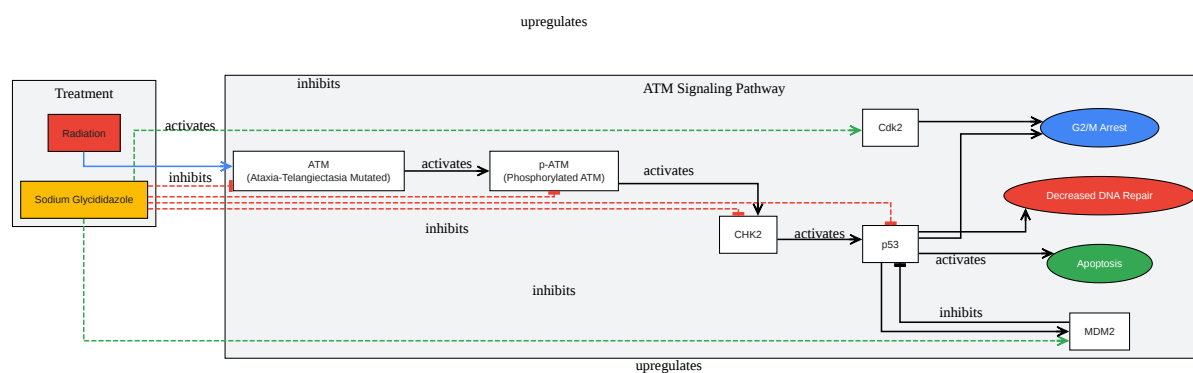 upregulates
inhibits
Treatment
ATM Signaling Pathway
Radiation
activates
Cdk2
G2/M Arrest
ATM
(Ataxia-Telangiectasia Mutated)
activates
p-ATM
(Phosphorylated ATM)
activates
inhibits
Sodium Glycididazole
Decreased DNA Repair
inhibits
CHK2
activates
p53
activates
Apoptosis
inhibits
inhibits
MDM2
upregulates